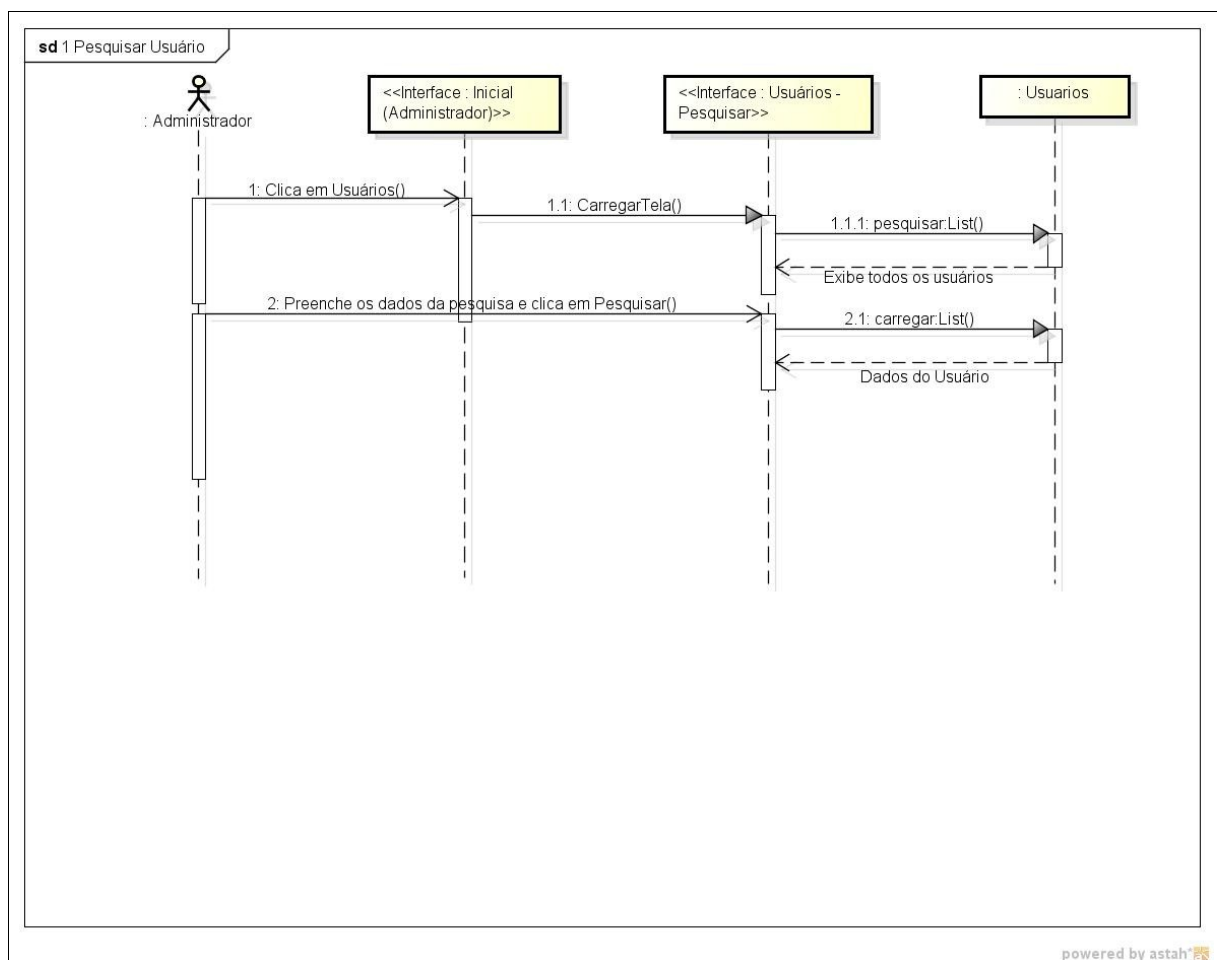 sd 1 Pesquisar Usuário
<<Interface : Inicial
(Administrador)>>
<<Interface : Usuários -
Pesquisar>>
: Usuarios
: Administrador
1: Clica em Usuários()
1.1: CarregarTela()
1.1.1: pesquisar:List()
Exibe todos os usuários
2: Preenche os dados da pesquisa e clica em Pesquisar()
2.1: carregar:List()
Dados do Usuário
powered by astah*